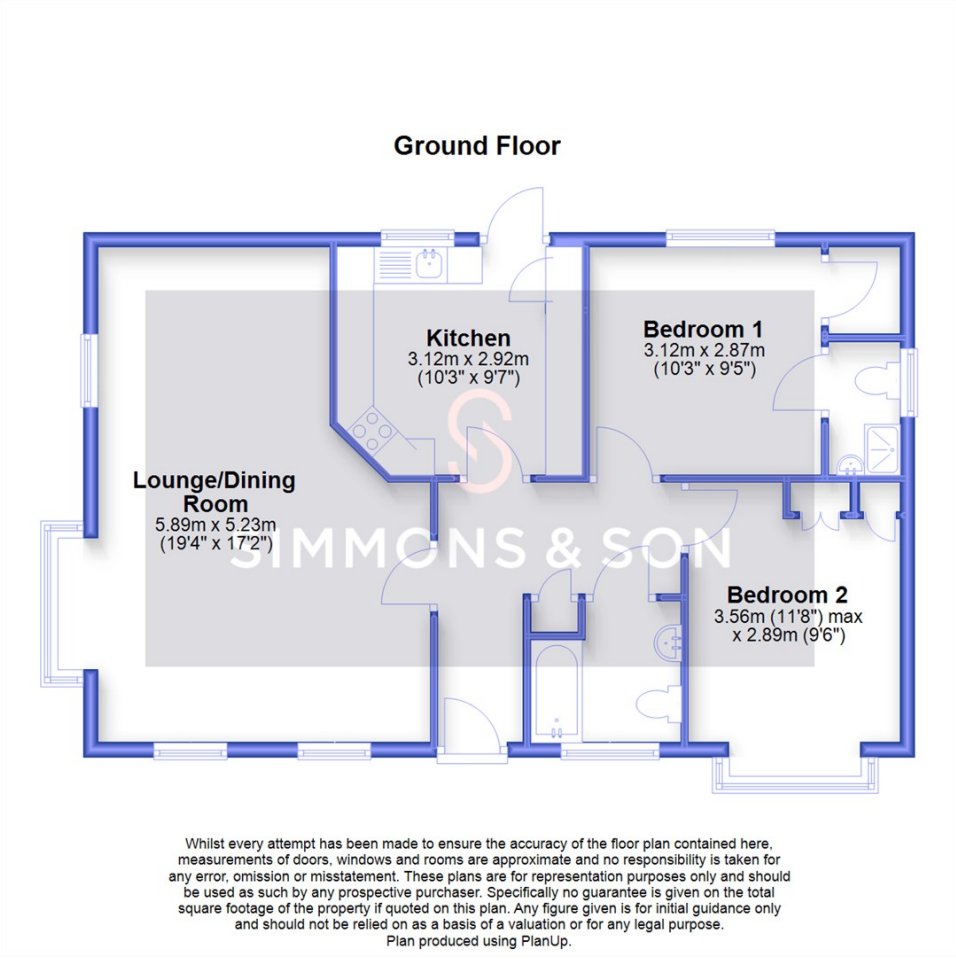 Ground Floor
Kitchen
3.12m x 2.92m
(10'3" x 9'7")
Bedroom 1
3.12m x 2.87m
(10'3" x 9'5")
Lounge/Dining
Room
5.89m x 5.23m
(19'4" x 17'2")
SIMMONS & SON
Bedroom 2
3.56m (11'8") max
x 2.89m (9'6")
Whilst every attempt has been made to ensure the accuracy of the floor plan contained here,
measurements of doors, windows and rooms are approximate and no responsibility is taken for
any error, omission or misstatement. These plans are for representation purposes only and should
be used as such by any prospective purchaser. Specifically no guarantee is given on the total
square footage of the property if quoted on this plan. Any figure given is for initial guidance only
and should not be relied on as a basis of a valuation or for any legal purpose.
Plan produced using PlanUp.